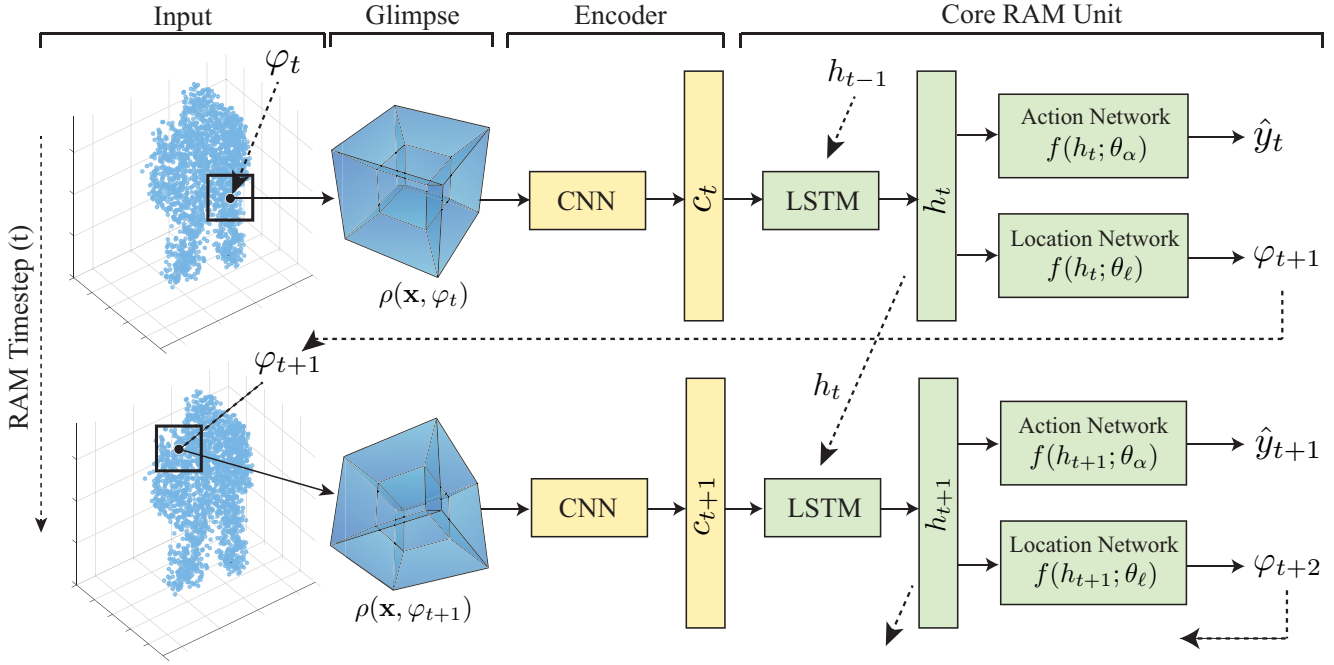 Input
Glimpse
Encoder
Core RAM Unit
RAM Timestep (t)
φ_t
ρ(x, φ_t)
CNN
c_t
h_{t−1}
LSTM
h_t
Action Network
f(h_t; θ_α)
ŷ_t
Location Network
f(h_t; θ_ℓ)
φ_{t+1}
φ_{t+1}
ρ(x, φ_{t+1})
CNN
c_{t+1}
h_t
LSTM
h_{t+1}
Action Network
f(h_{t+1}; θ_α)
ŷ_{t+1}
Location Network
f(h_{t+1}; θ_ℓ)
φ_{t+2}